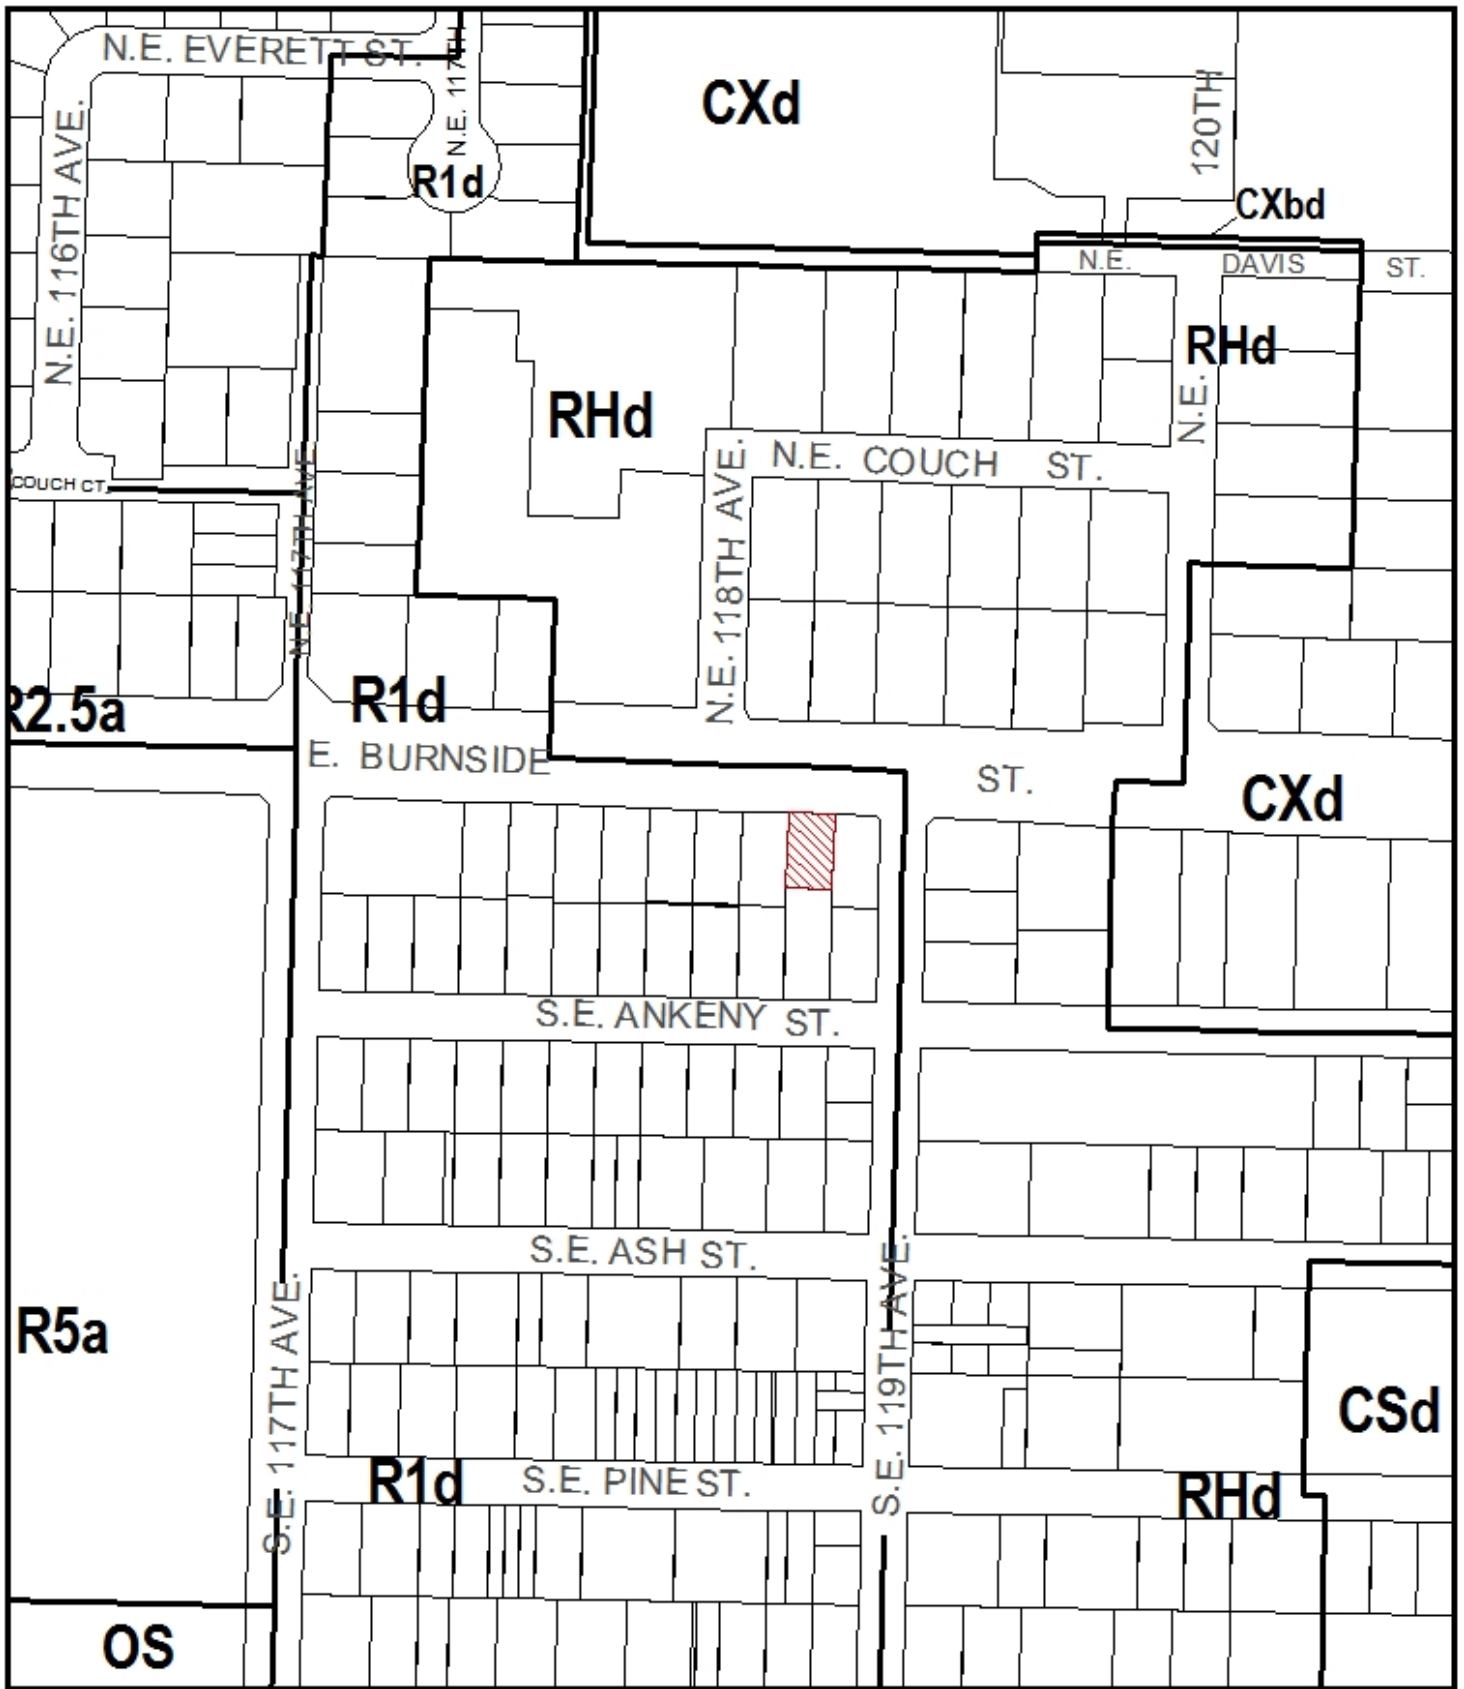 N.E. EVERETT ST.
N.E. 117TH
CXd
120TH
N.E. 116TH AVE.
R1d
CXbd
N.E. DAVIS ST.
RHd
N.E.
RHd
N.E. COUCH ST.
COUCH CT.
N.E. 117TH AVE
N.E. 118TH AVE.
R2.5a
R1d
E. BURNSIDE ST.
CXd
S.E. ANKENY ST.
S.E. ASH ST.
R5a
S.E. 117TH AVE.
S.E. 119TH AVE.
CSd
R1d
S.E. PINE ST.
RHd
OS